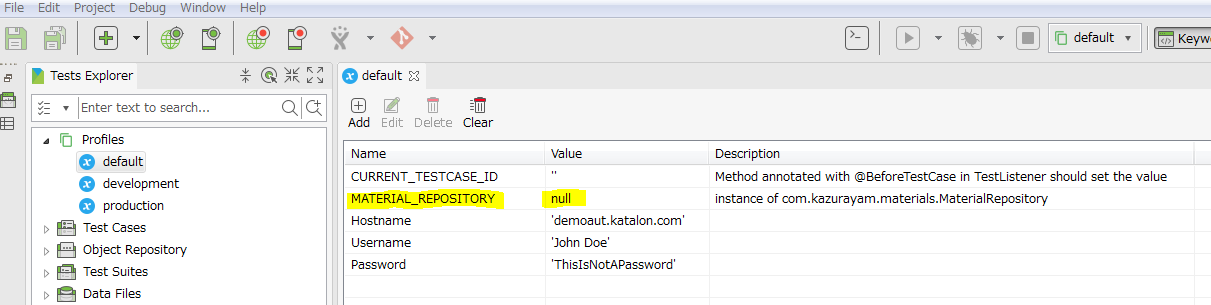 File Edit Project Debug Window Help
default
Keyw
Tests Explorer
default
Enter text to search...
Add Edit Delete Clear
Profiles
default
development
production
Test Cases
Object Repository
Test Suites
Data Files
Name Value Description
CURRENT_TESTCASE_ID '' Method annotated with @BeforeTestCase in TestListener should set the value
MATERIAL_REPOSITORY null instance of com.kazurayam.materials.MaterialRepository
Hostname 'demoaut.katalon.com'
Username 'John Doe'
Password 'ThisIsNotAPassword'